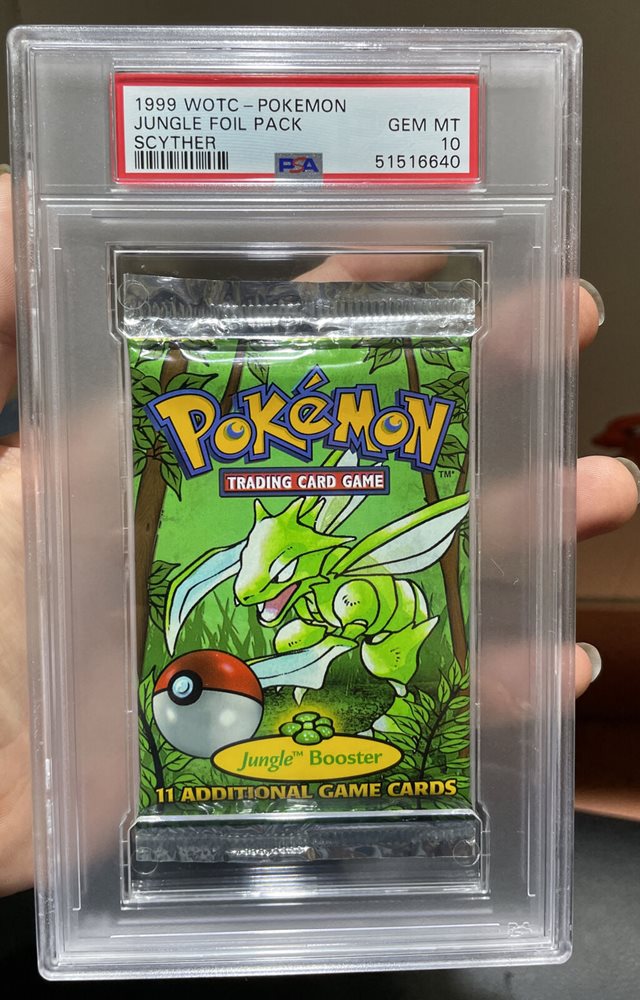 1999 WOTC – POKEMON
JUNGLE FOIL PACK GEM MT
SCYTHER 10
PSA 51516640
POKéMON
TM
TRADING CARD GAME
Jungle™ Booster
11 ADDITIONAL GAME CARDS